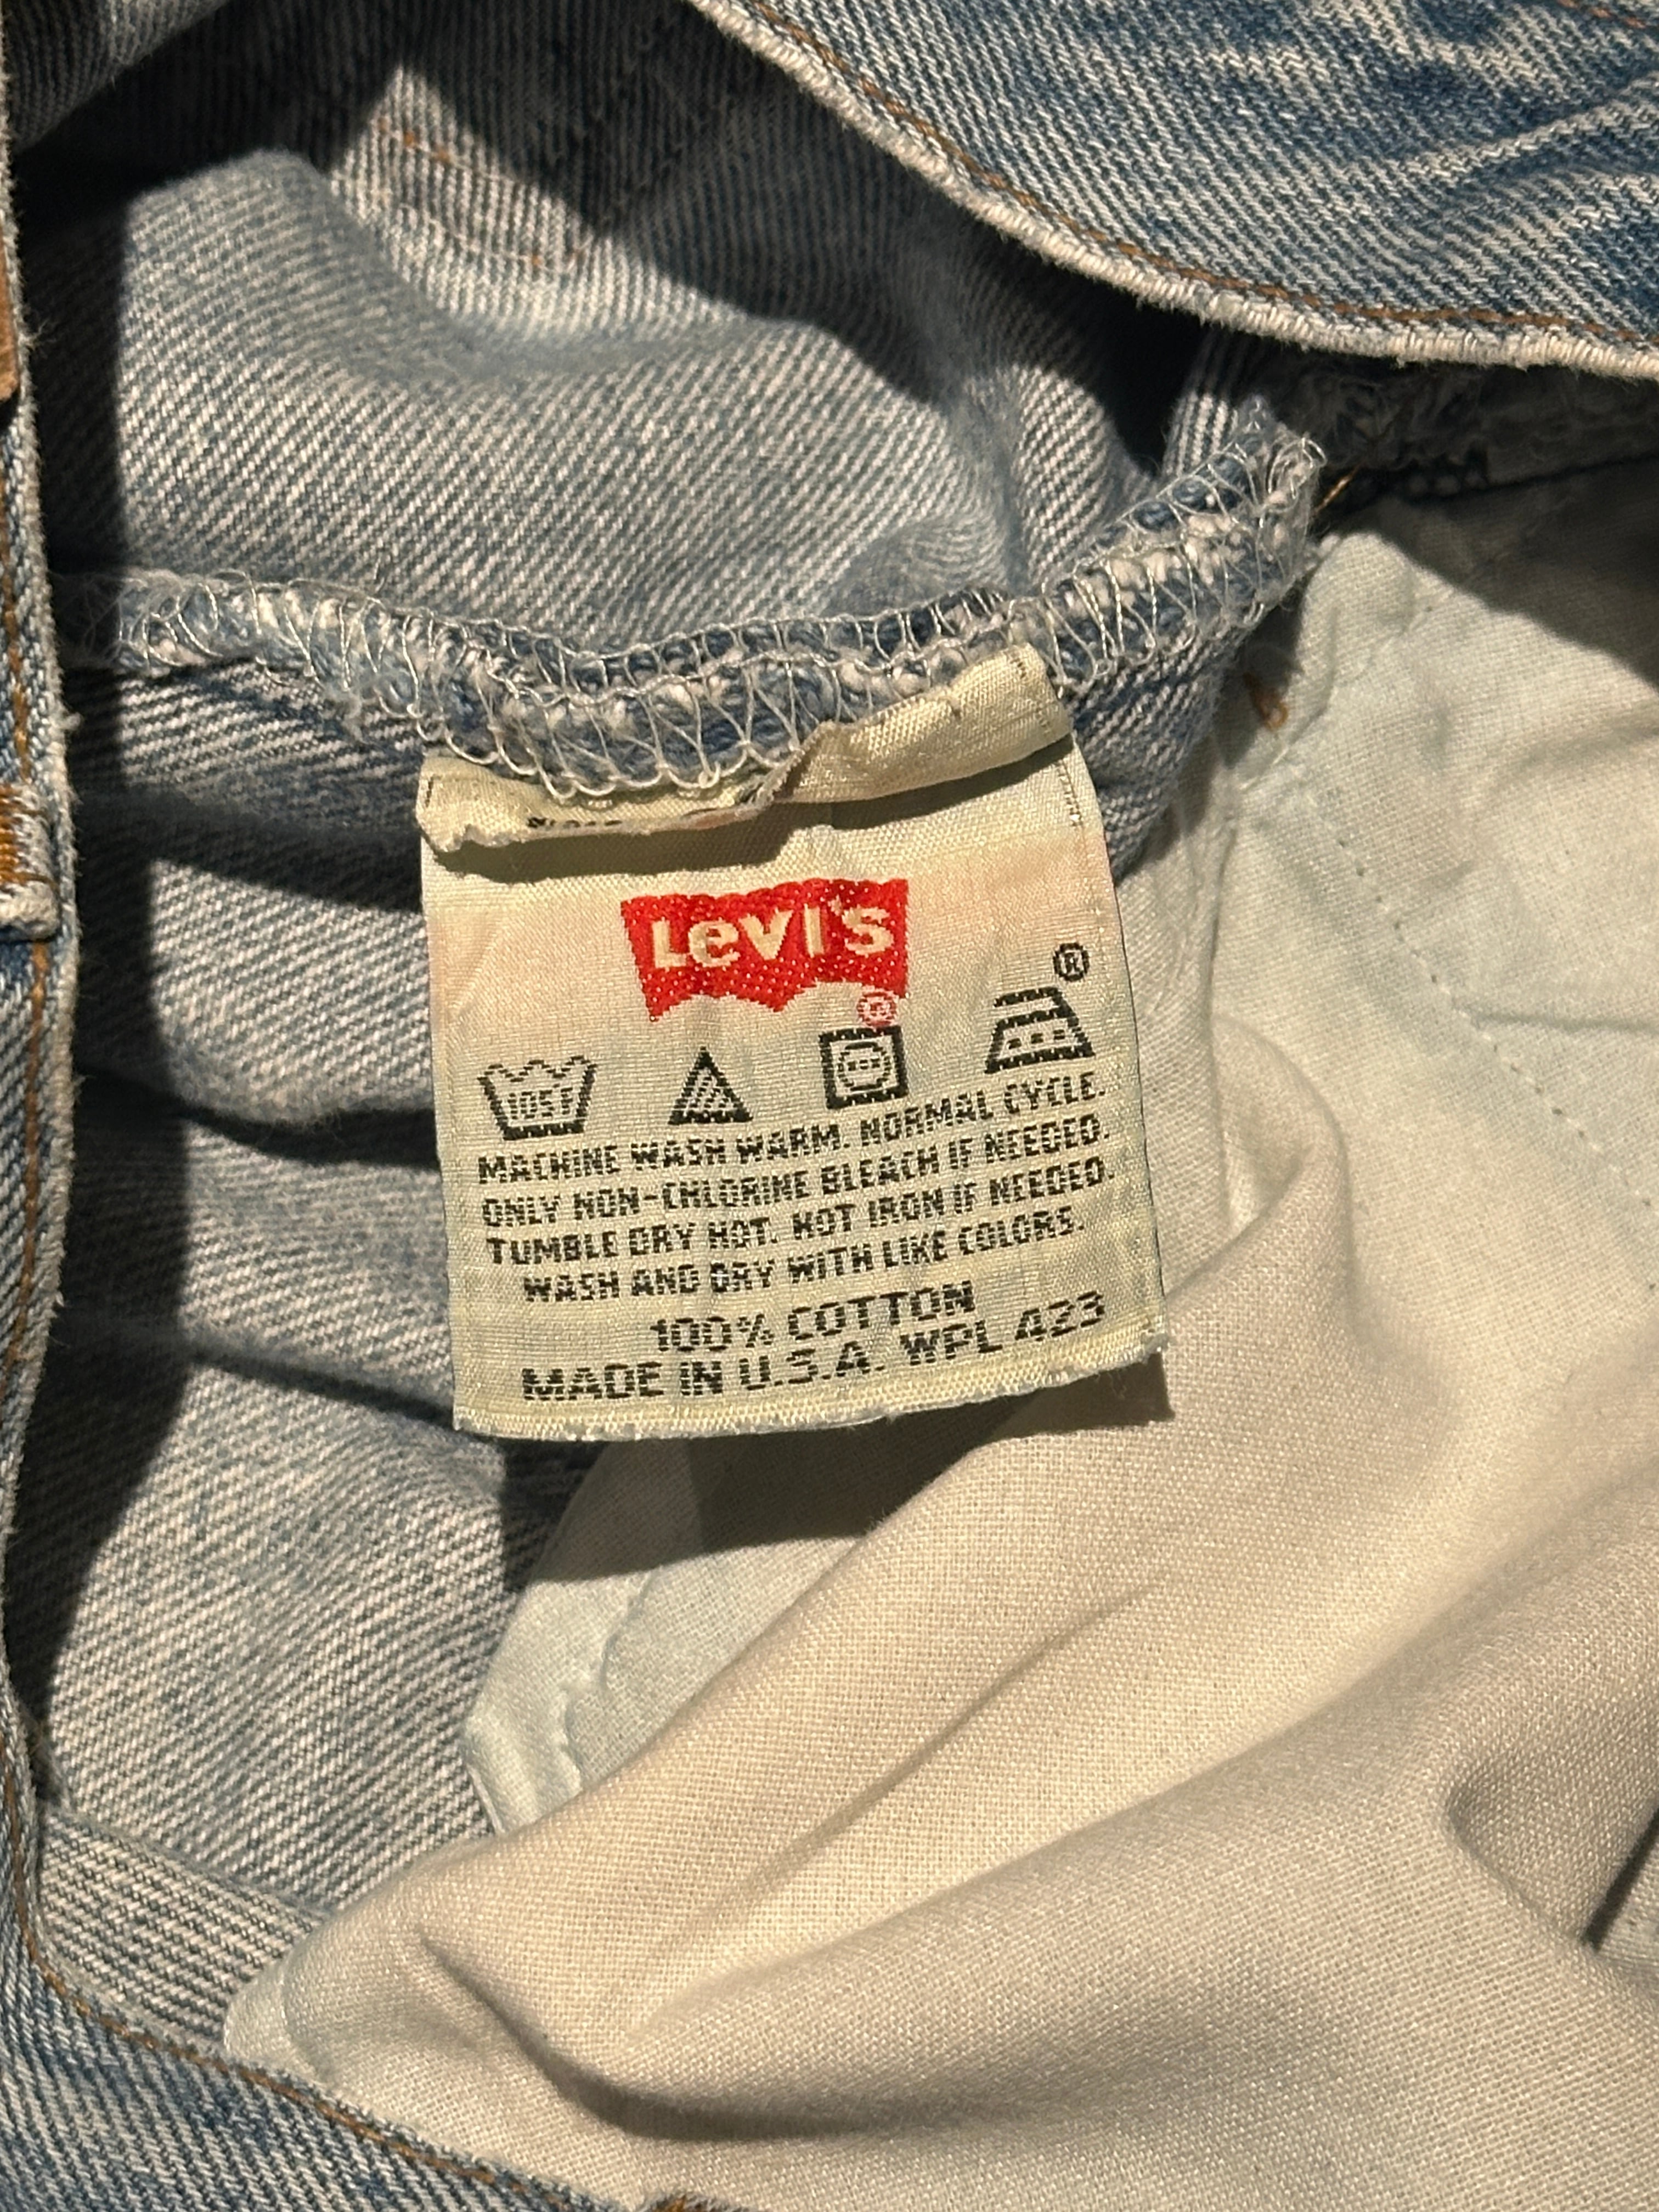 Levi's
®
®
105F
MACHINE WASH WARM. NORMAL CYCLE.
ONLY NON-CHLORINE BLEACH IF NEEDED.
TUMBLE DRY HOT. HOT IRON IF NEEDED.
WASH AND DRY WITH LIKE COLORS.
100% COTTON
MADE IN U.S.A. WPL 423